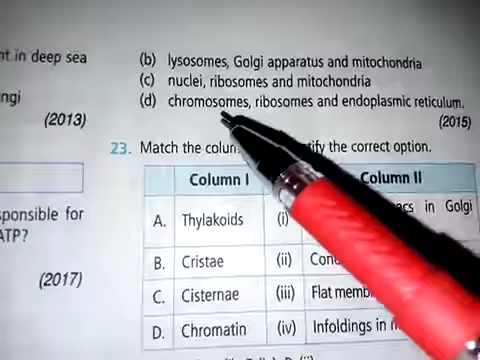 nt in deep sea
ngi
(2013)
sponsible for
ATP?
(2017)
(b) lysosomes, Golgi apparatus and mitochondria
(c) nuclei, ribosomes and mitochondria
(d) chromosomes, ribosomes and endoplasmic reticulum.
(2015)
23. Match the colum tify the correct option.
Column I Column II
A. Thylakoids (i) in Golgi
B. Cristae (ii)
C. Cisternae (iii) Flat
D. Chromatin (iv) Infoldings in